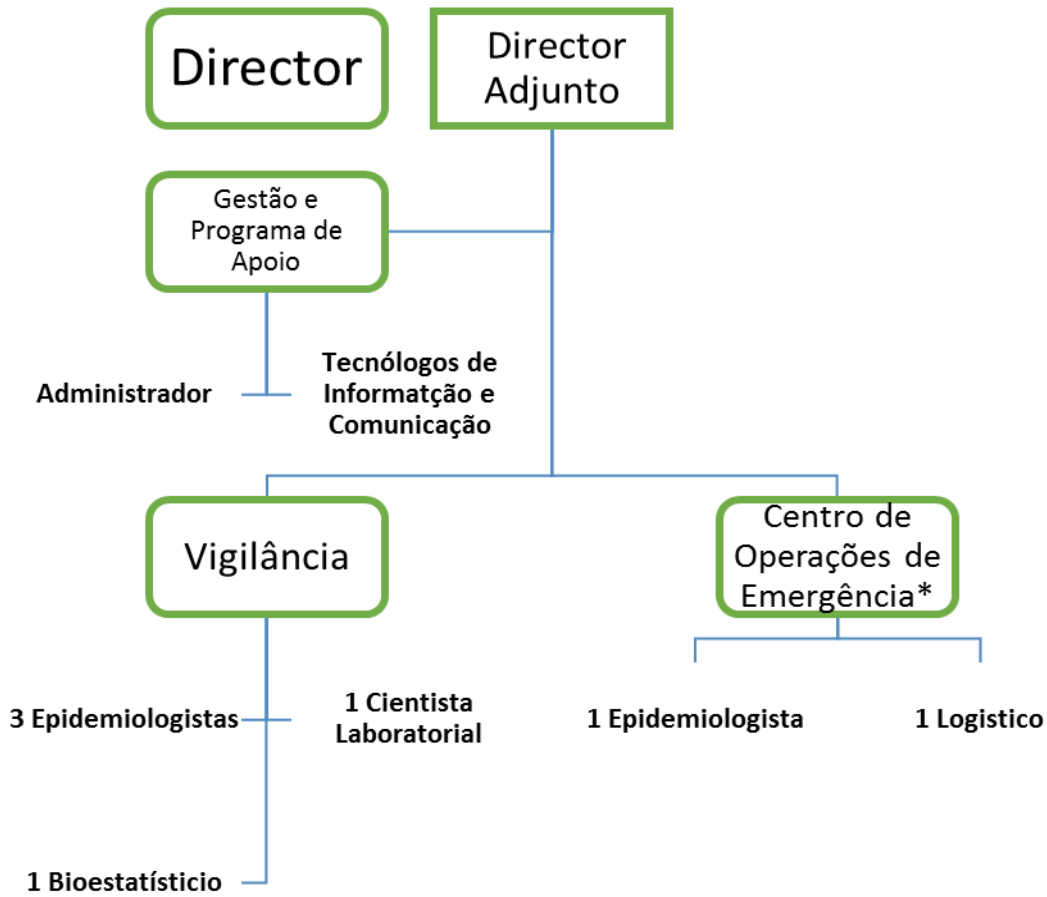 Director
Director
Adjunto
Gestão e
Programa de
Apoio
Administrador
Tecnólogos de
Informatção e
Comunicação
Vigilância
Centro de
Operações de
Emergência*
3 Epidemiologistas
1 Cientista
Laboratorial
1 Epidemiologista
1 Logistico
1 Bioestatísticio